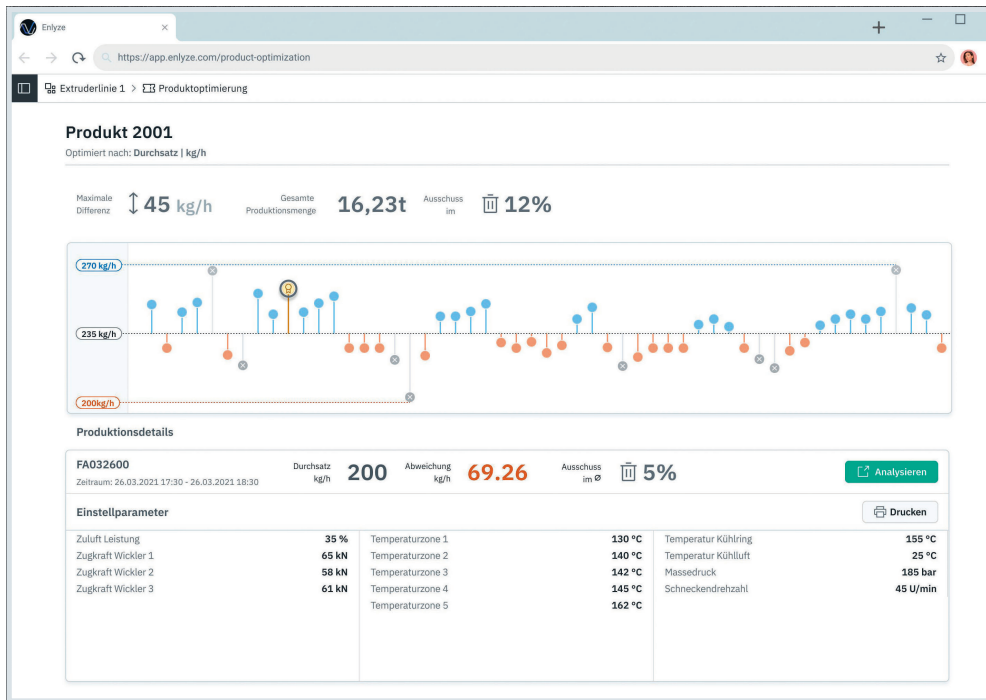 Enlyze
https://app.enlyze.com/product-optimization
Extruderlinie 1 > Produktoptimierung
Produkt 2001
Optimiert nach: Durchsatz | kg/h
Maximale Differenz 45 kg/h Gesamte Produktionsmenge 16,23t Ausschuss im 12%
270 kg/h
235 kg/h
200kg/h
Produktionsdetails
FA032600
Zeitraum: 26.03.2021 17:30 - 26.03.2021 18:30
Durchsatz kg/h 200 Abweichung kg/h 69.26 Ausschuss im Ø 5%
Analysieren
Einstellparameter
Drucken
Zuluft Leistung 35 %
Zugkraft Wickler 1 65 kN
Zugkraft Wickler 2 58 kN
Zugkraft Wickler 3 61 kN
Temperaturzone 1 130 °C
Temperaturzone 2 140 °C
Temperaturzone 3 142 °C
Temperaturzone 4 145 °C
Temperaturzone 5 162 °C
Temperatur Kühlring 155 °C
Temperatur Kühlluft 25 °C
Massedruck 185 bar
Schneckendrehzahl 45 U/min